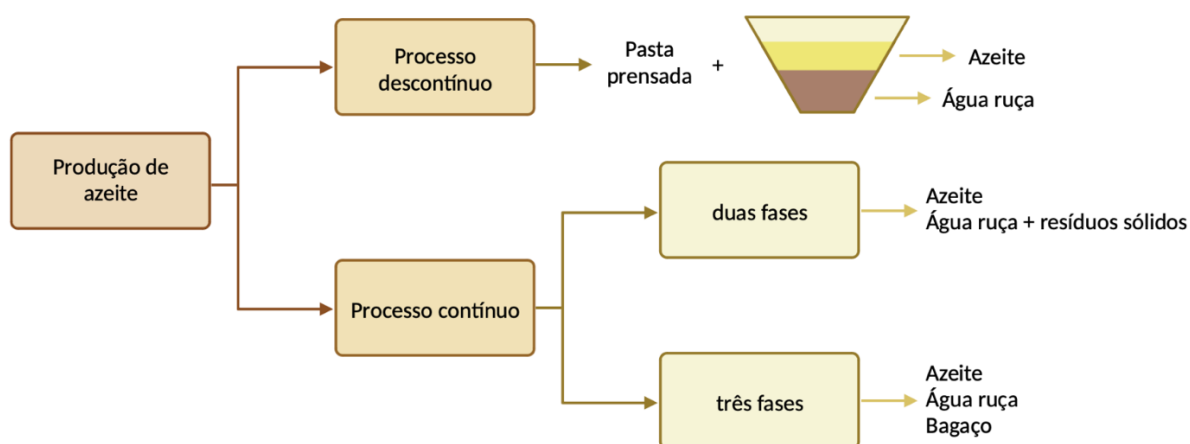 Produção de
azeite
Processo
descontínuo
Pasta
prensada
+
Azeite
Água ruça
Processo contínuo
duas fases
Azeite
Água ruça + resíduos sólidos
três fases
Azeite
Água ruça
Bagaço